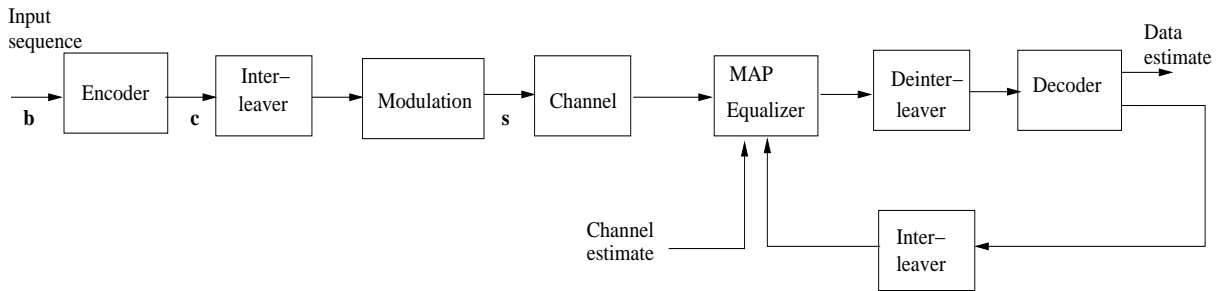 Input
sequence
b
Encoder
c
Inter–
leaver
Modulation
s
Channel
MAP
Equalizer
Deinter–
leaver
Decoder
Data
estimate
Channel
estimate
Inter–
leaver